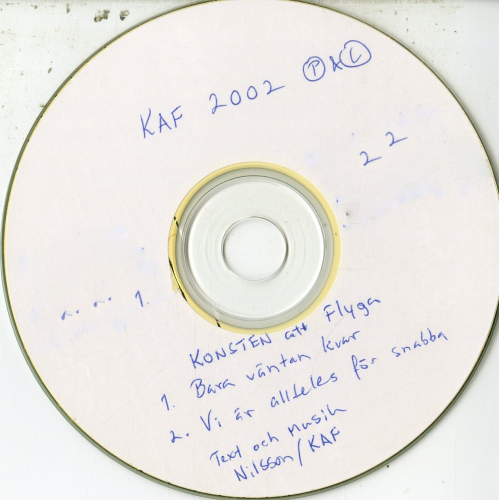 KAF 2002 Ⓟ & Ⓒ
22
1.
KONSTEN att Flyga
1. Bara väntan kvar
2. Vi är alldeles för snabba
Text och musik
Nilsson/KAF